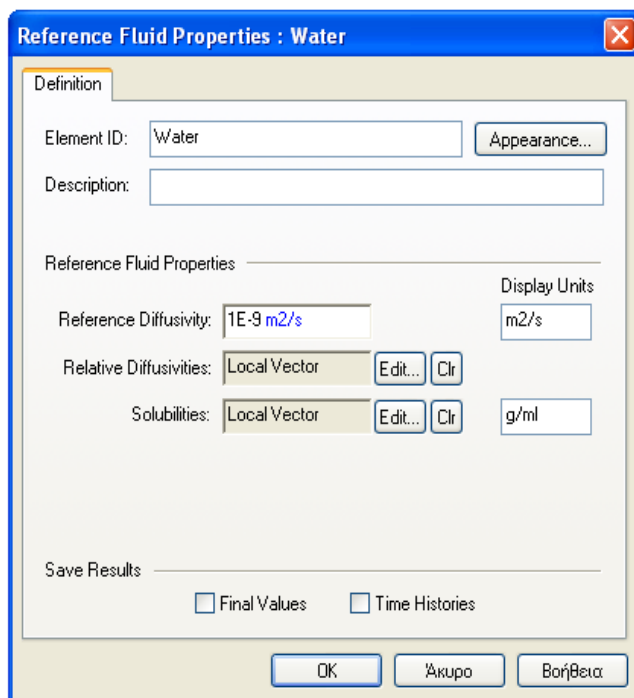 Reference Fluid Properties : Water
Definition
Element ID: Water Appearance...
Description:
Reference Fluid Properties
Display Units
Reference Diffusivity: 1E-9 m2/s m2/s
Relative Diffusivities: Local Vector Edit... Clr
Solubilities: Local Vector Edit... Clr g/ml
Save Results
Final Values Time Histories
OK Άκυρο Βοήθεια